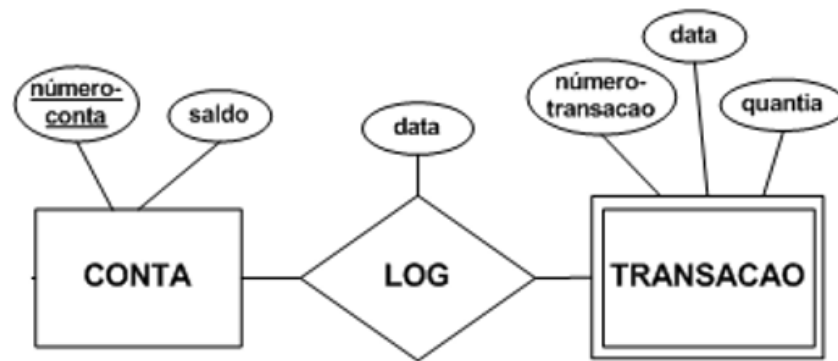 número-
conta
saldo
data
número-
transacao
data
quantia
CONTA
LOG
TRANSACAO